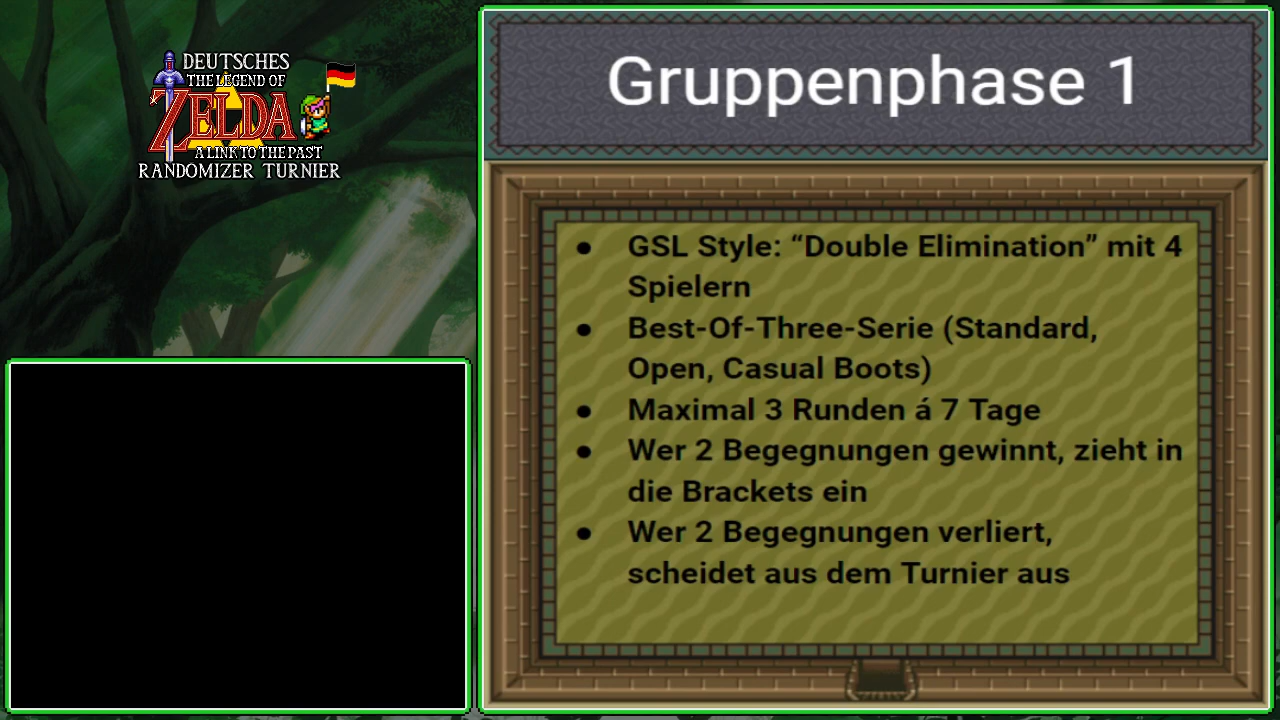 DEUTSCHES
THE LEGEND OF
ZELDA
A LINK TO THE PAST
RANDOMIZER TURNIER
Gruppenphase 1
● GSL Style: “Double Elimination” mit 4
Spielern
● Best-Of-Three-Serie (Standard,
Open, Casual Boots)
● Maximal 3 Runden á 7 Tage
● Wer 2 Begegnungen gewinnt, zieht in
die Brackets ein
● Wer 2 Begegnungen verliert,
scheidet aus dem Turnier aus